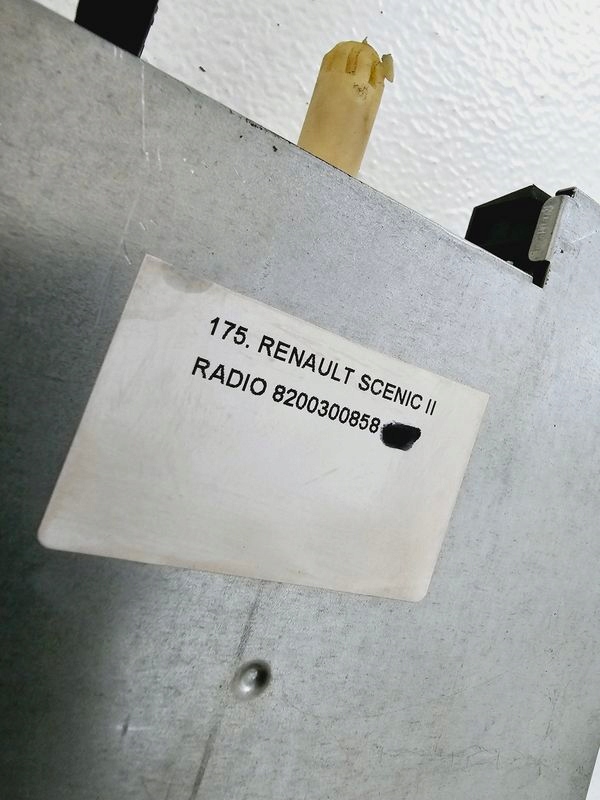 175. RENAULT SCENIC II
RADIO 8200300858